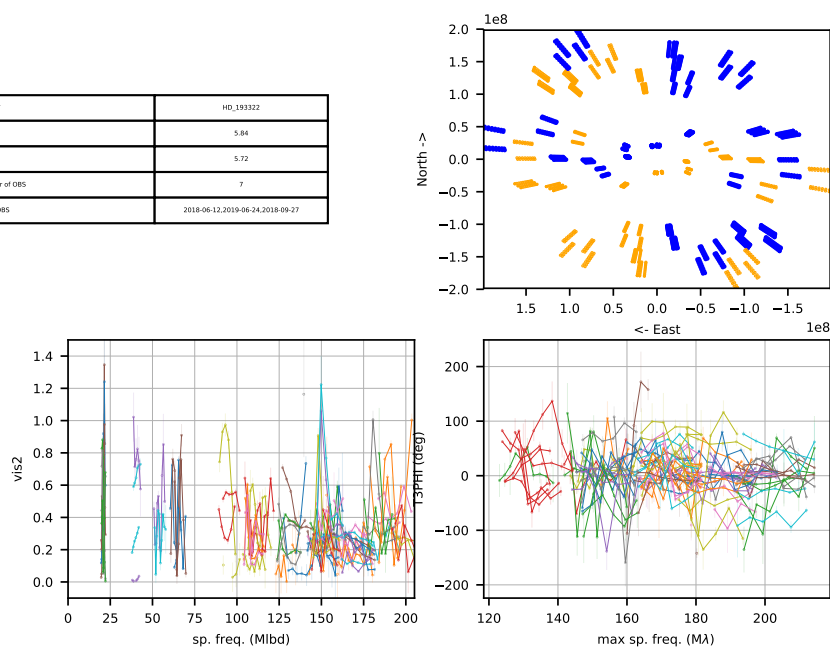 HD_193322
5.84
5.72
r of OBS 7
OBS 2018-06-12,2019-06-24,2018-09-27
1e8
2.0
1.5
1.0
0.5
0.0
−0.5
−1.0
−1.5
−2.0
North ->
1.5 1.0 0.5 0.0 −0.5 −1.0 −1.5
<- East
1e8
1.4
1.2
1.0
0.8
0.6
0.4
0.2
0.0
vis2
0 25 50 75 100 125 150 175 200
sp. freq. (Mlbd)
200
100
0
−100
−200
T3PHI (deg)
120 140 160 180 200
max sp. freq. (Mλ)